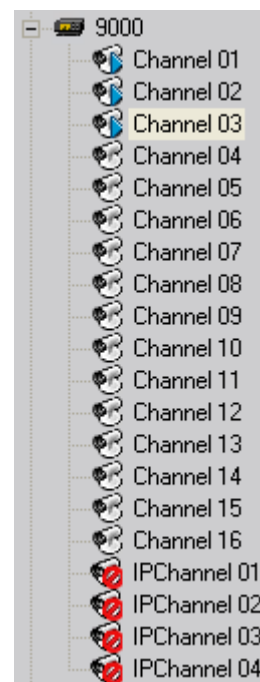 9000
Channel 01
Channel 02
Channel 03
Channel 04
Channel 05
Channel 06
Channel 07
Channel 08
Channel 09
Channel 10
Channel 11
Channel 12
Channel 13
Channel 14
Channel 15
Channel 16
IPChannel 01
IPChannel 02
IPChannel 03
IPChannel 04